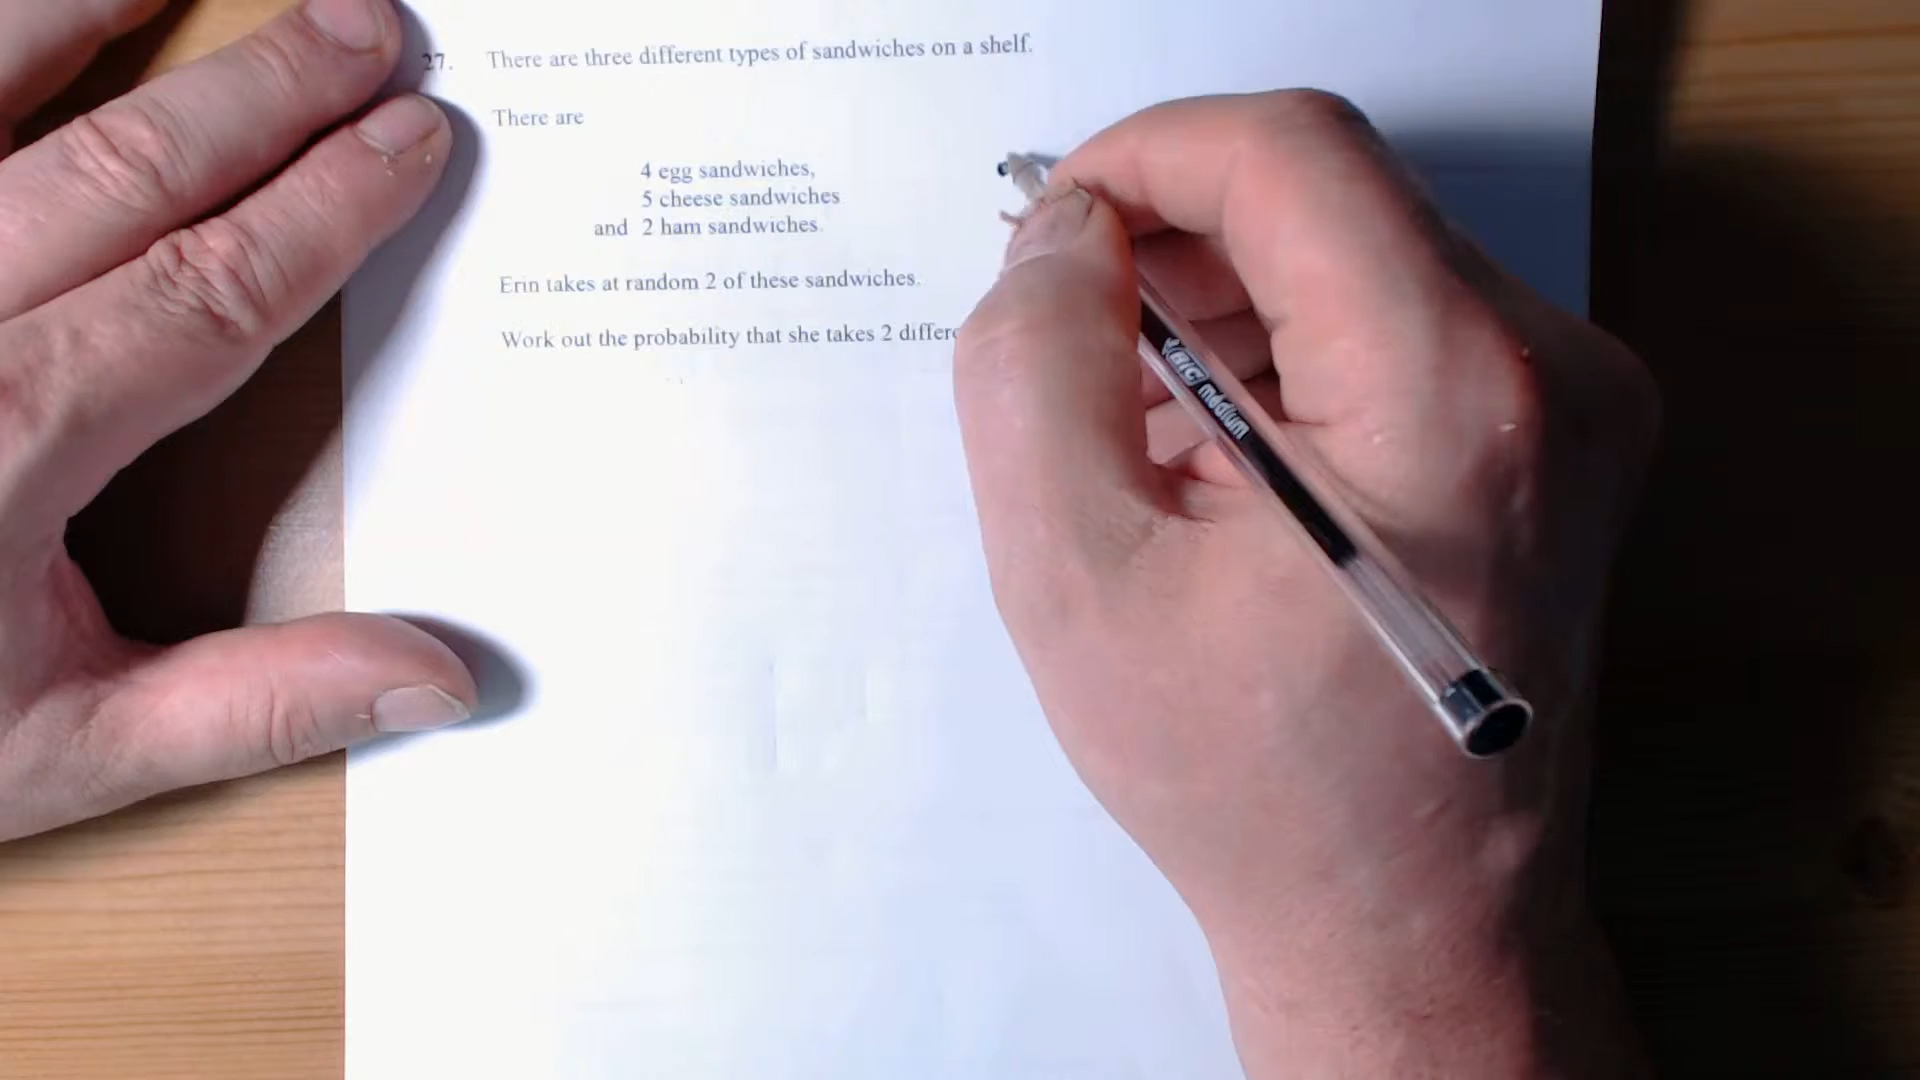 27. There are three different types of sandwiches on a shelf.
There are
4 egg sandwiches,
5 cheese sandwiches
and 2 ham sandwiches.
Erin takes at random 2 of these sandwiches.
Work out the probability that she takes 2
BIC medium